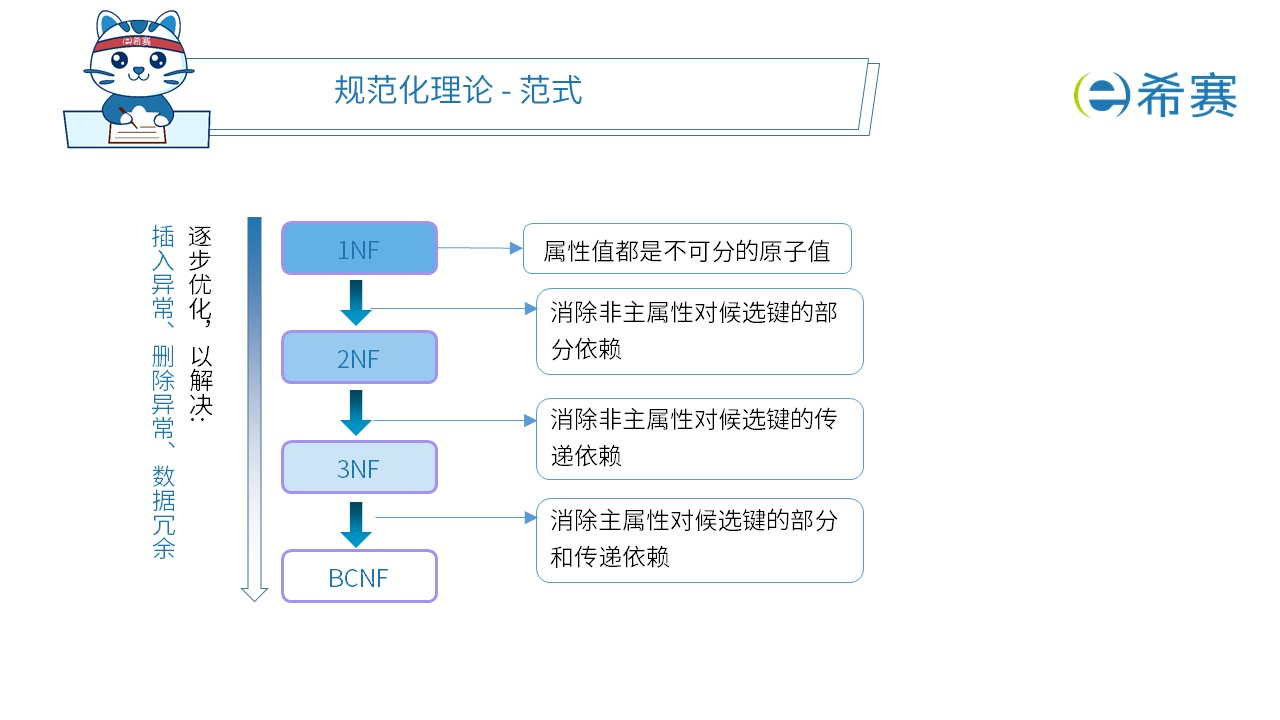 希赛
规范化理论 - 范式
希赛
逐步优化，以解决：
插入异常、删除异常、数据冗余
1NF
属性值都是不可分的原子值
消除非主属性对候选键的部
分依赖
2NF
消除非主属性对候选键的传
递依赖
3NF
消除主属性对候选键的部分
和传递依赖
BCNF